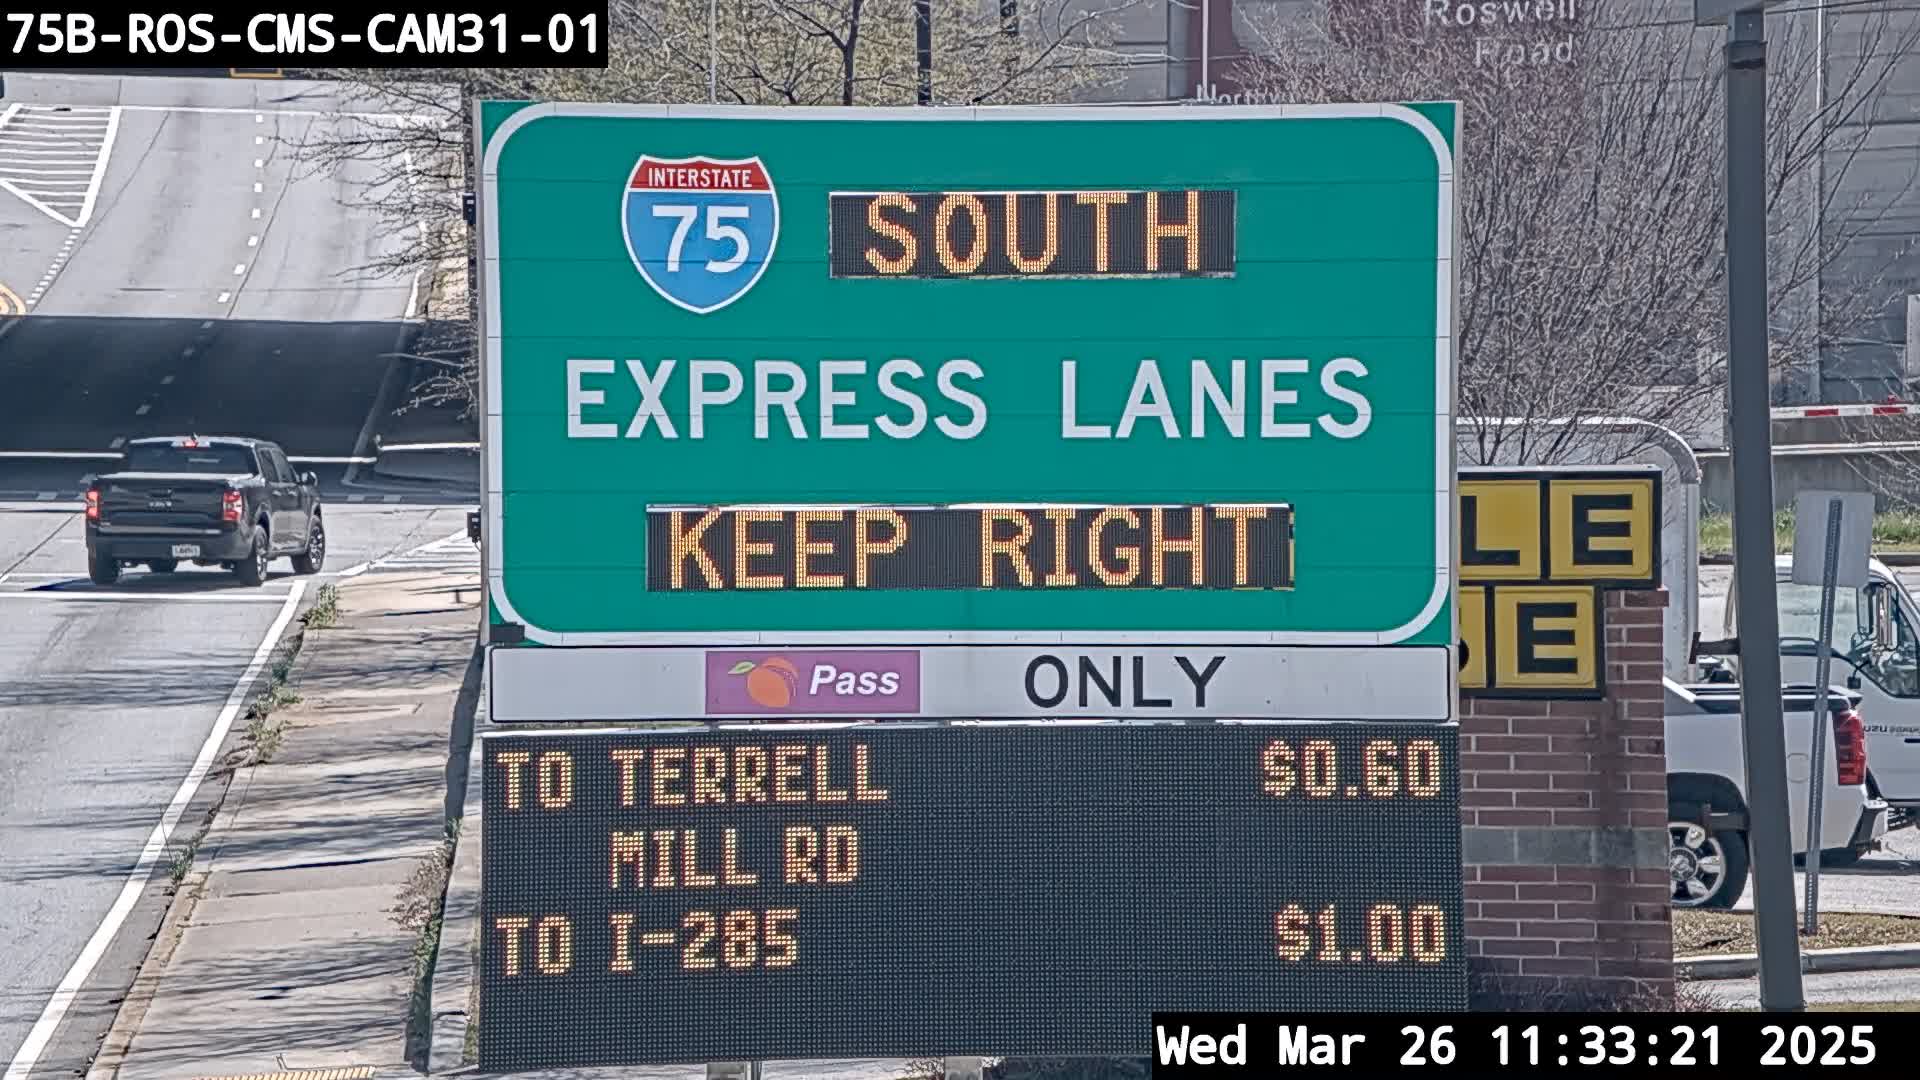 75B-ROS-CMS-CAM31-01
Roswell
Road
INTERSTATE
75
SOUTH
EXPRESS LANES
KEEP RIGHT
Pass ONLY
TO TERRELL $0.60
MILL RD
TO I-285 $1.00
LE
E
Wed Mar 26 11:33:21 2025